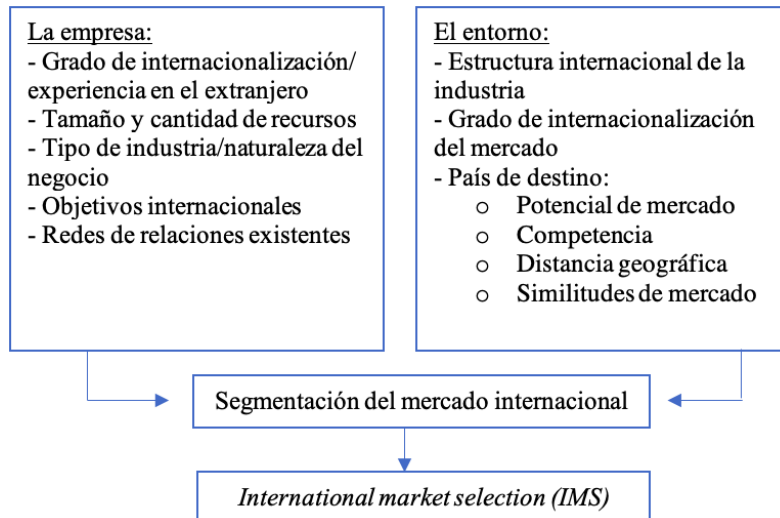 La empresa:
- Grado de internacionalización/
experiencia en el extranjero
- Tamaño y cantidad de recursos
- Tipo de industria/naturaleza del
negocio
- Objetivos internacionales
- Redes de relaciones existentes
El entorno:
- Estructura internacional de la
industria
- Grado de internacionalización
del mercado
- País de destino:
o Potencial de mercado
o Competencia
o Distancia geográfica
o Similitudes de mercado
Segmentación del mercado internacional
International market selection (IMS)